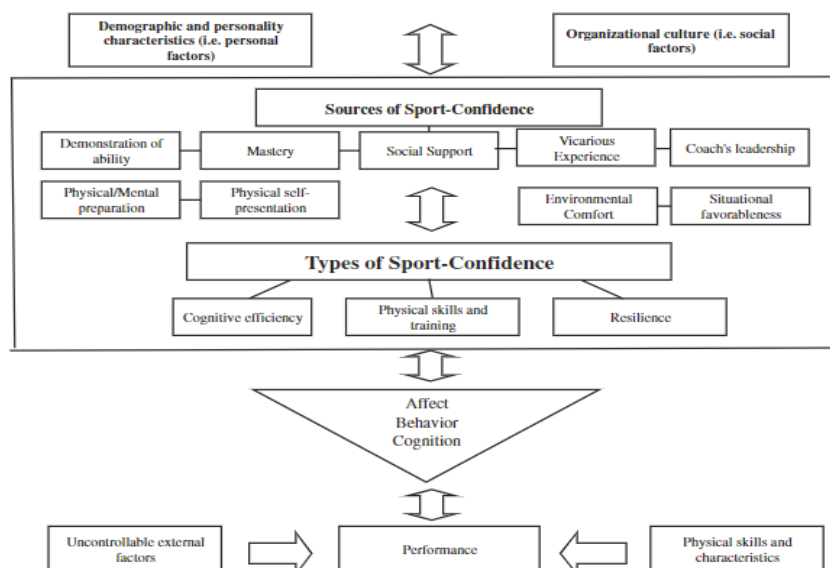 Demographic and personality
characteristics (i.e. personal
factors)
Organizational culture (i.e. social
factors)
Sources of Sport-Confidence
Demonstration of
ability
Mastery
Social Support
Vicarious
Experience
Coach's leadership
Physical/Mental
preparation
Physical self-
presentation
Environmental
Comfort
Situational
favorableness
Types of Sport-Confidence
Cognitive efficiency
Physical skills and
training
Resilience
Affect
Behavior
Cognition
Uncontrollable external
factors
Performance
Physical skills and
characteristics